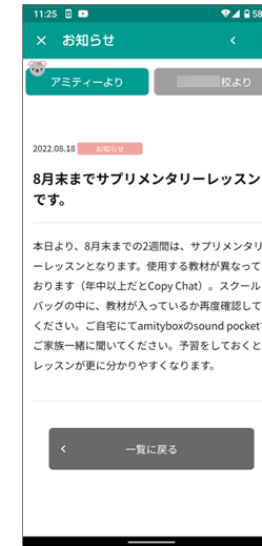 11:25
58
× お知らせ
アミティーより
校より
2022.08.18 お知らせ
8月末までサプリメンタリーレッスン
です。
本日より、8月末までの2週間は、サプリメンタリ
ーレッスンとなります。使用する教材が異なって
おります（年中以上だとCopy Chat）。スクール
バッグの中に、教材が入っているか再度確認して
ください。ご自宅にてamityboxのsound pocketで
ご家族一緒に聞いてください。予習をしておくと
レッスンが更に分かりやすくなります。
一覧に戻る